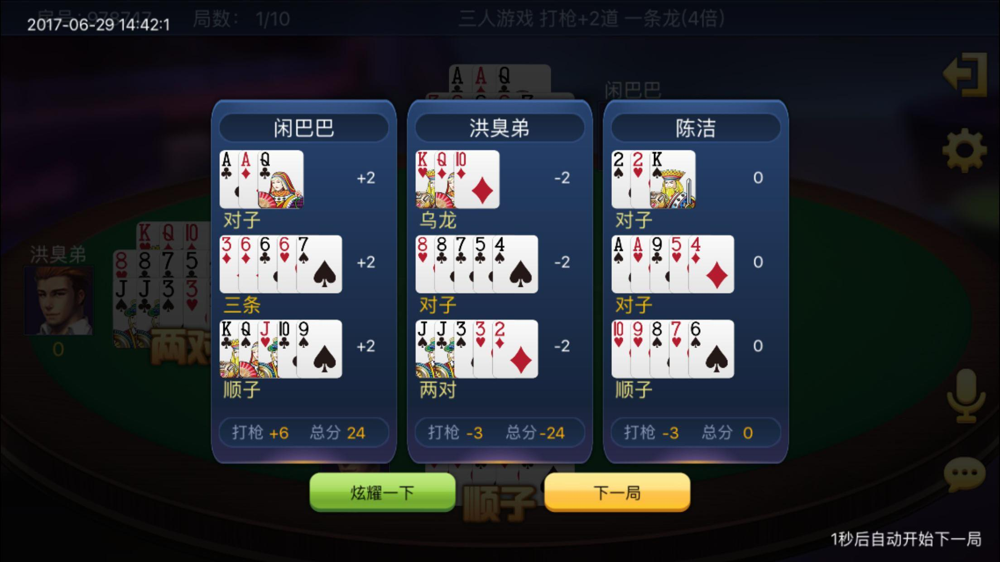 房号:978747
2017-06-29 14:42:1
局数: 1/10
三人游戏 打枪+2道 一条龙(4倍)
A A Q
闲巴巴
洪臭弟
K Q 10
8 8 7 5
J J 3 3
0
两对
闲巴巴
A A Q
+2
对子
3 6 6 6 7
+2
三条
K Q J 10 9
+2
顺子
打枪 +6 总分 24
洪臭弟
K Q 10
-2
乌龙
8 8 7 5 4
-2
对子
J J 3 3 2
-2
两对
打枪 -3 总分 -24
陈洁
2 2 K
0
对子
A A 9 5 4
0
对子
10 9 8 7 6
0
顺子
打枪 -3 总分 0
炫耀一下
顺子
下一局
1秒后自动开始下一局